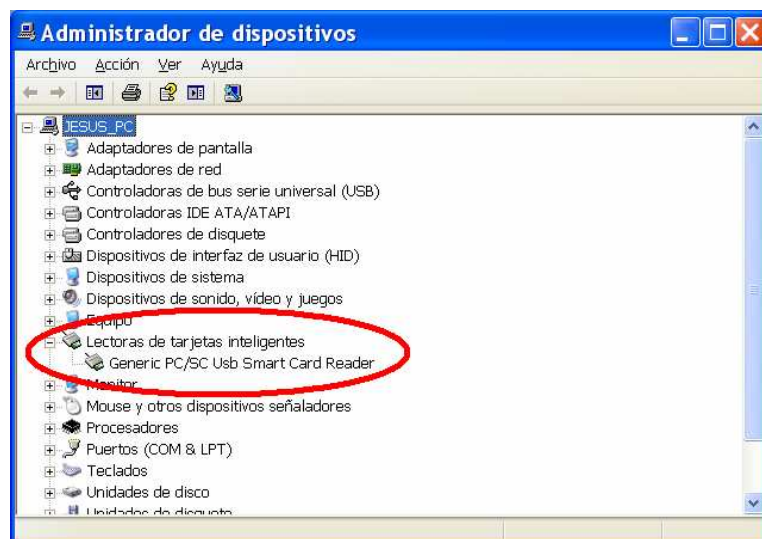 Administrador de dispositivos
Archivo Acción Ver Ayuda
JESUS_PC
Adaptadores de pantalla
Adaptadores de red
Controladoras de bus serie universal (USB)
Controladoras IDE ATA/ATAPI
Controladores de disquete
Dispositivos de interfaz de usuario (HID)
Dispositivos de sistema
Dispositivos de sonido, vídeo y juegos
Equipo
Lectoras de tarjetas inteligentes
Generic PC/SC Usb Smart Card Reader
Monitor
Mouse y otros dispositivos señaladores
Procesadores
Puertos (COM & LPT)
Teclados
Unidades de disco
Unidades de disquete